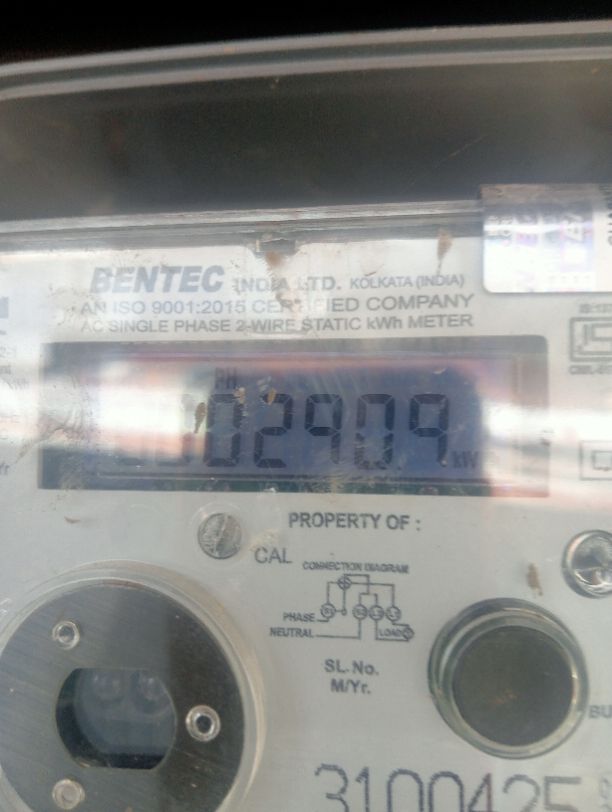 BENTEC INDIA LTD. KOLKATA (INDIA)
AN ISO 9001:2015 CERTIFIED COMPANY
AC SINGLE PHASE 2-WIRE STATIC kWh METER
PH
02909
PROPERTY OF :
CAL
CONNECTION DIAGRAM
PHASE
NEUTRAL
LOAD
SL. No.
M/Yr.